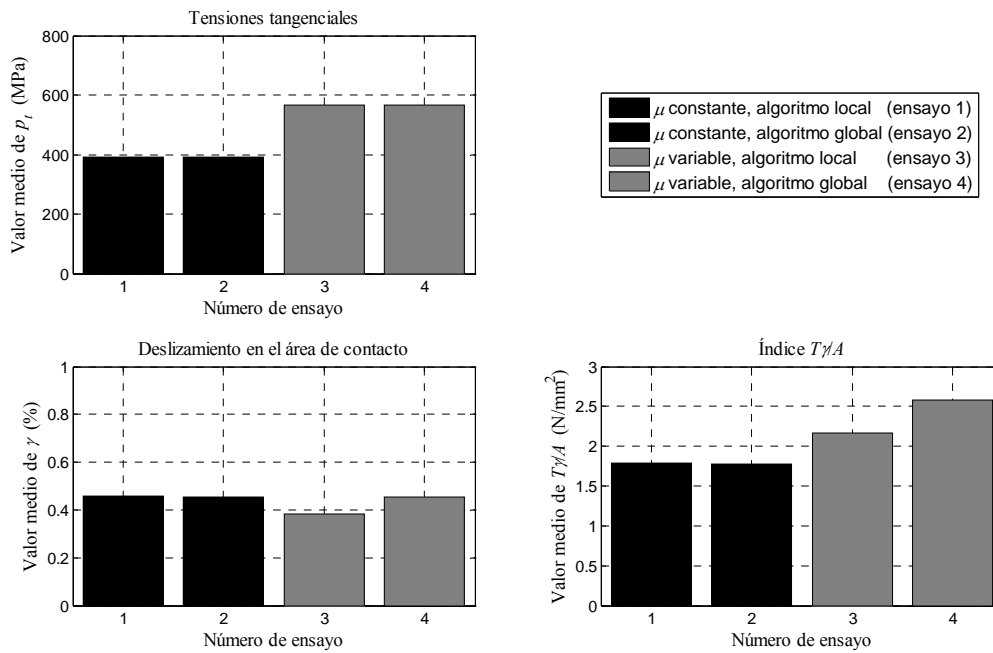 Tensiones tangenciales
800
600
400
200
0
Valor medio de pt (MPa)
1 2 3 4
Número de ensayo
μ constante, algoritmo local (ensayo 1)
μ constante, algoritmo global (ensayo 2)
μ variable, algoritmo local (ensayo 3)
μ variable, algoritmo global (ensayo 4)
Deslizamiento en el área de contacto
1
0.8
0.6
0.4
0.2
0
Valor medio de γ (%)
1 2 3 4
Número de ensayo
Índice Tγ/A
3
2.5
2
1.5
1
0.5
0
Valor medio de Tγ/A (N/mm²)
1 2 3 4
Número de ensayo